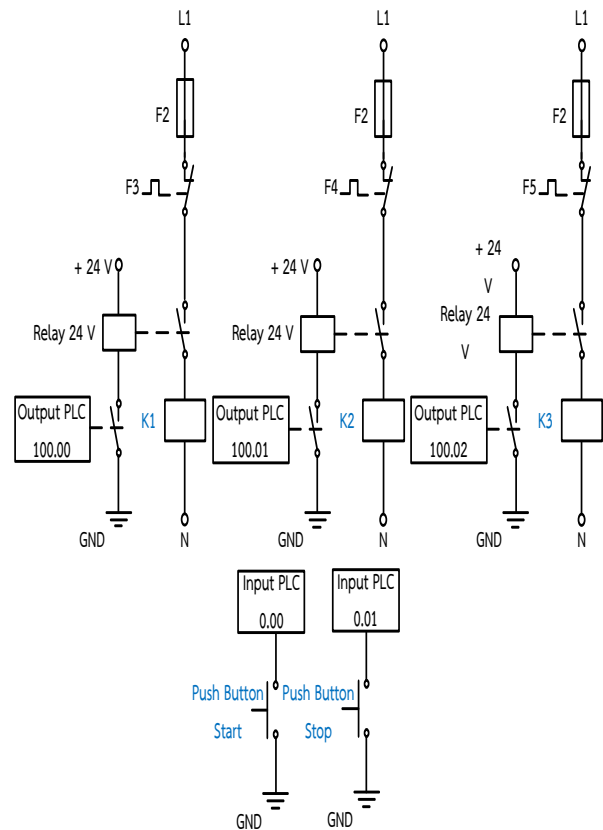 L1 L1 L1
F2 F2 F2
F3 F4 F5
+ 24 V + 24 V + 24
V
Relay 24 V Relay 24 V Relay 24
V
Output PLC Output PLC Output PLC
100.00 100.01 100.02
K1 K2 K3
GND N GND N GND N
Input PLC Input PLC
0.00 0.01
Push Button Push Button
Start Stop
GND GND